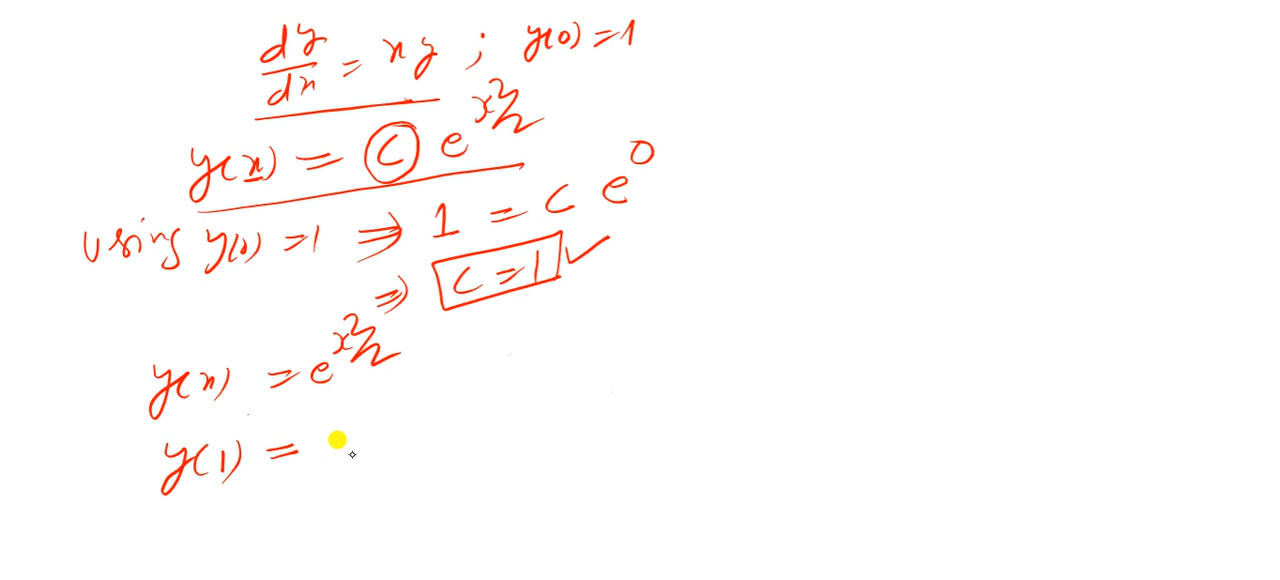 dy/dx = xy ; y(0) = 1
y(x) = C e^(x²/2)
Using y(0) = 1 ⇒ 1 = C e^0
⇒ C = 1 ✓
y(x) = e^(x²/2)
y(1) =